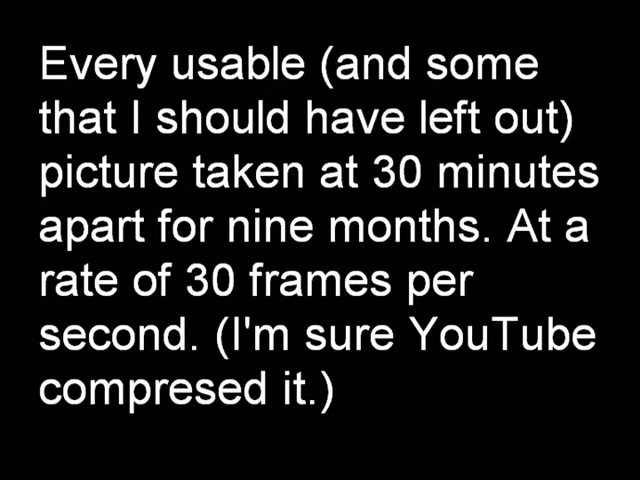 Every usable (and some
that I should have left out)
picture taken at 30 minutes
apart for nine months. At a
rate of 30 frames per
second. (I'm sure YouTube
compresed it.)